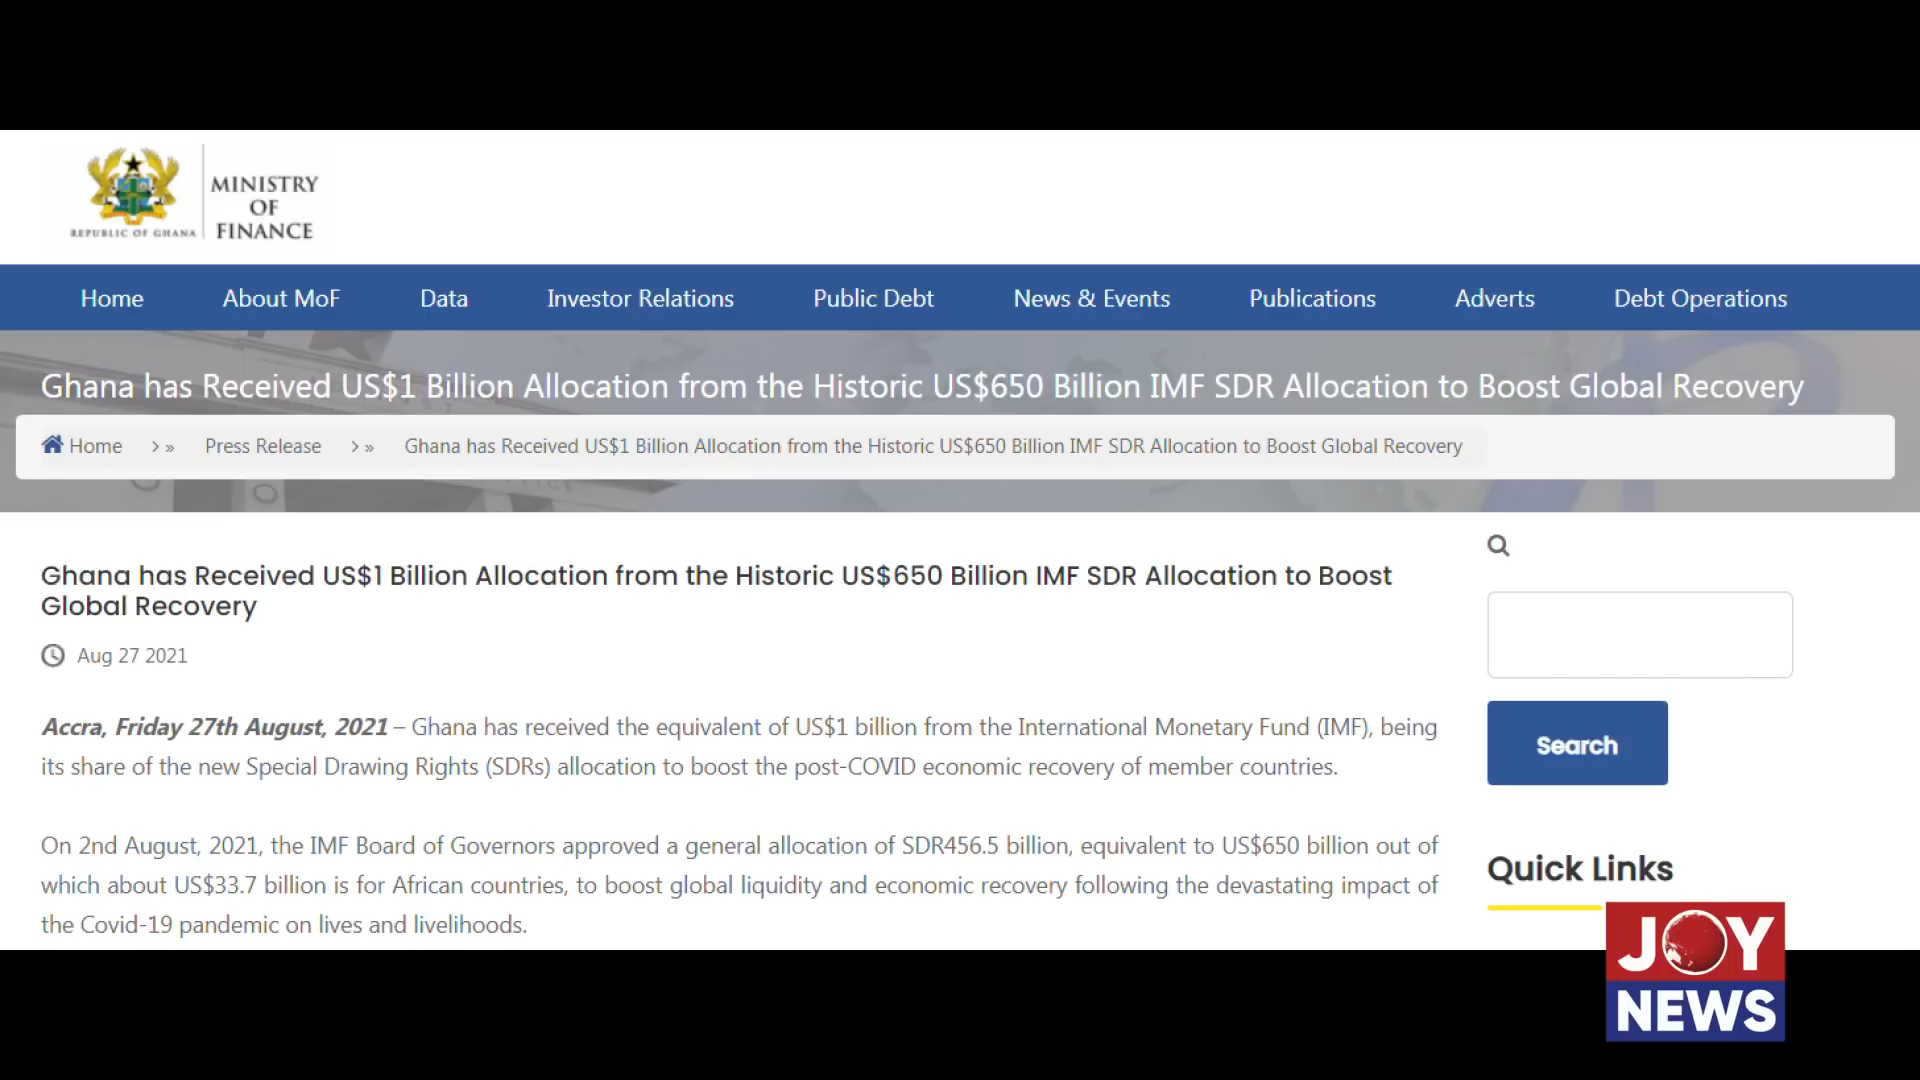 MINISTRY
OF
FINANCE
REPUBLIC OF GHANA
Home About MoF Data Investor Relations Public Debt News & Events Publications Adverts Debt Operations
Ghana has Received US$1 Billion Allocation from the Historic US$650 Billion IMF SDR Allocation to Boost Global Recovery
Home > » Press Release > » Ghana has Received US$1 Billion Allocation from the Historic US$650 Billion IMF SDR Allocation to Boost Global Recovery
Ghana has Received US$1 Billion Allocation from the Historic US$650 Billion IMF SDR Allocation to Boost
Global Recovery
Aug 27 2021
Accra, Friday 27th August, 2021 – Ghana has received the equivalent of US$1 billion from the International Monetary Fund (IMF), being
its share of the new Special Drawing Rights (SDRs) allocation to boost the post-COVID economic recovery of member countries.
On 2nd August, 2021, the IMF Board of Governors approved a general allocation of SDR456.5 billion, equivalent to US$650 billion out of
which about US$33.7 billion is for African countries, to boost global liquidity and economic recovery following the devastating impact of
the Covid-19 pandemic on lives and livelihoods.
Search
Quick Links
JOY
NEWS